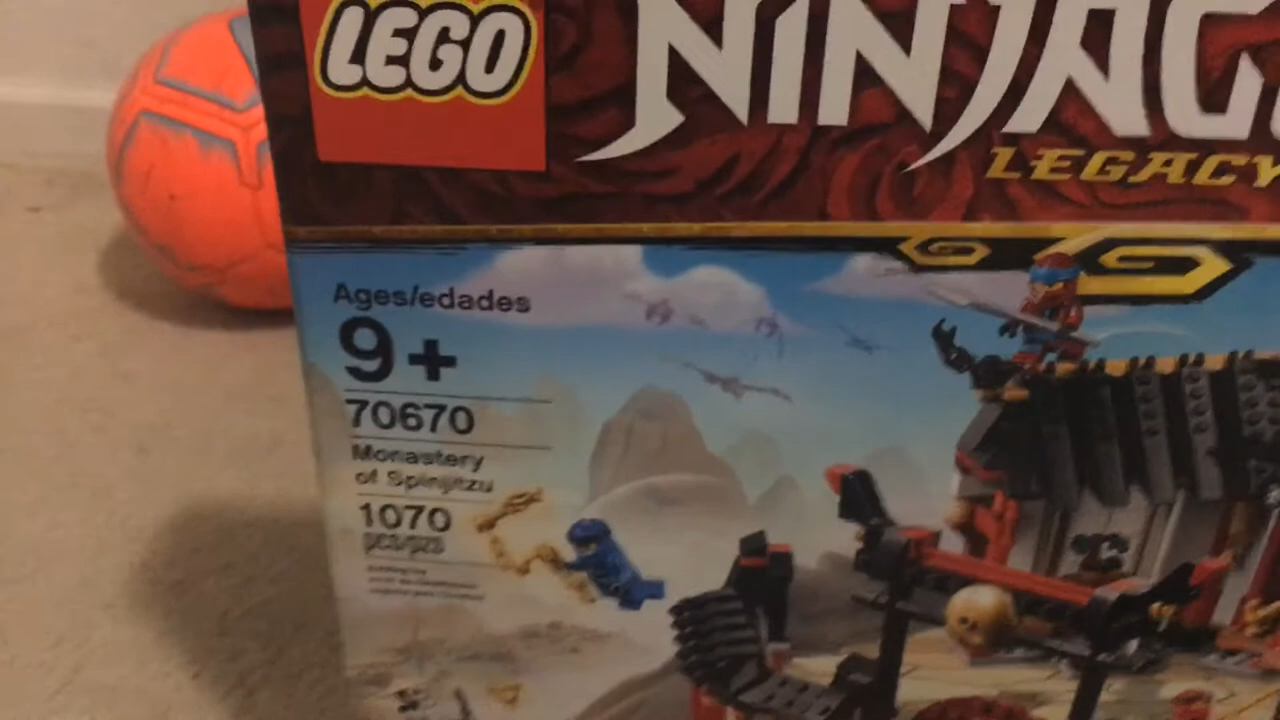 LEGO
NINJAG
LEGACY
Ages/edades
9+
70670
Monastery
of Spinjitzu
1070
pcs/pzs